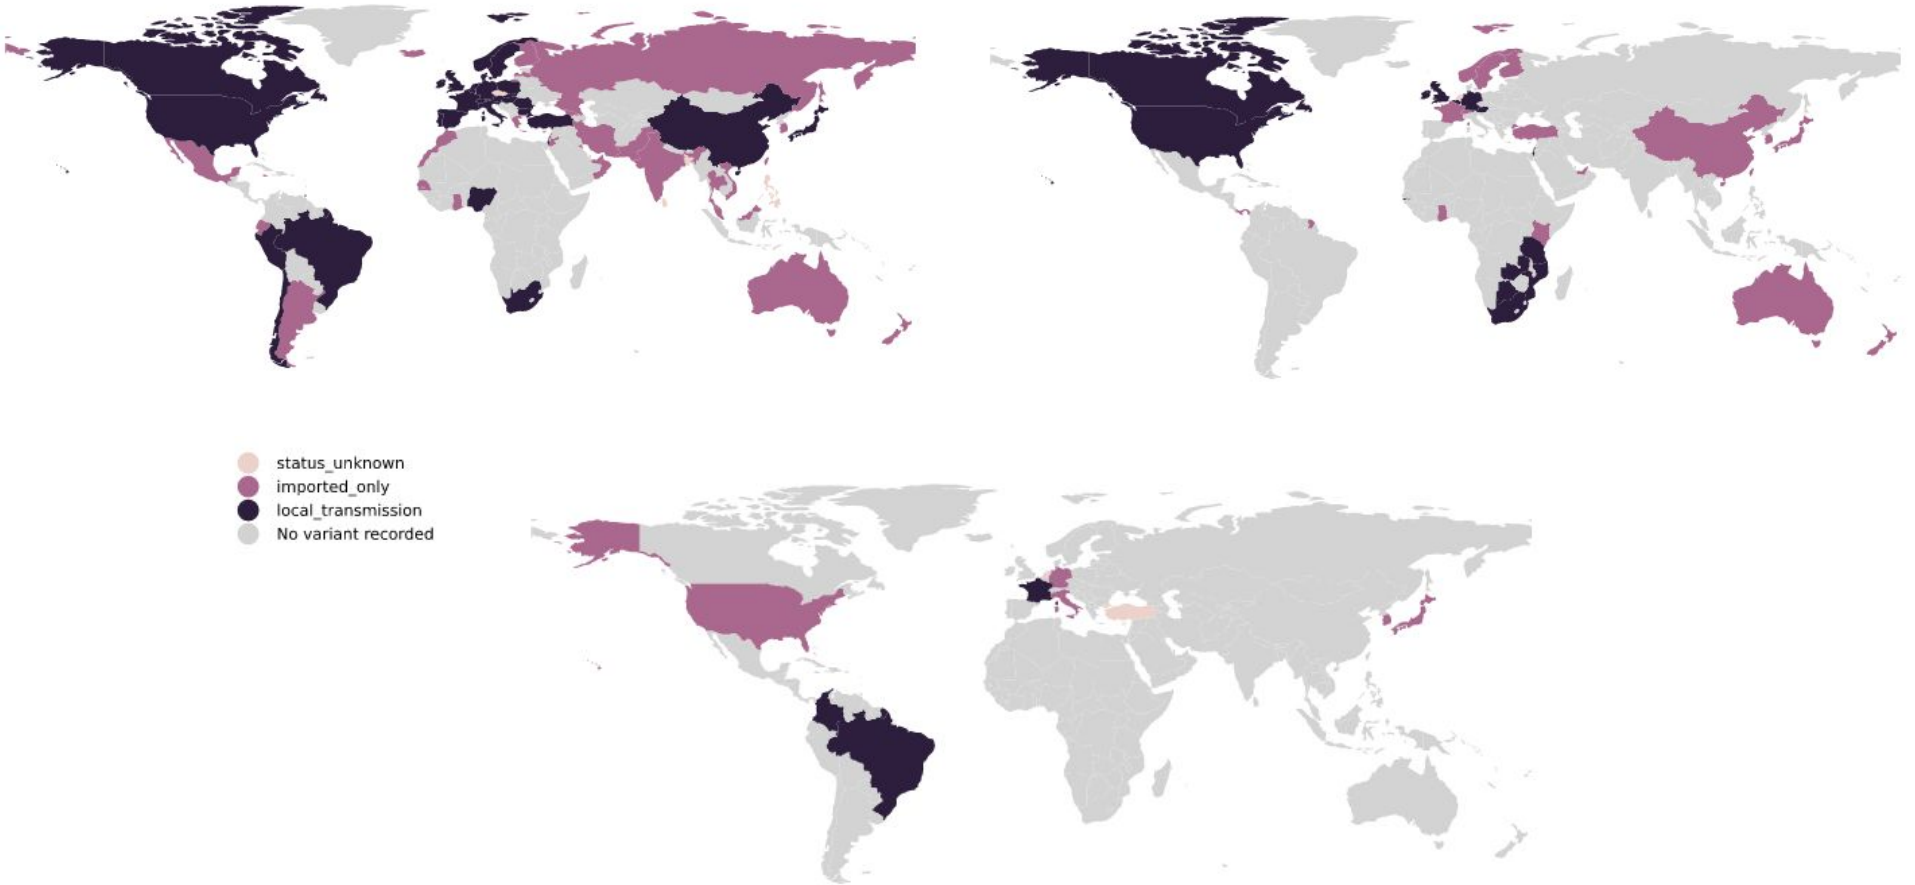 status_unknown
imported_only
local_transmission
No variant recorded